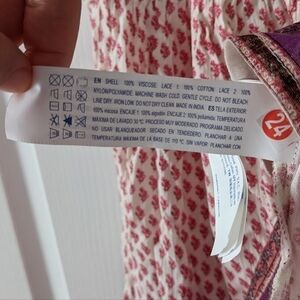 EN SHELL 100% VISCOSE: LACE 1 100% COTTON, LACE 2 100%
NYLON/POLYAMIDE. MACHINE WASH COLD. GENTLE CYCLE. DO NOT BLEACH
LINE DRY. IRON LOW. DO NOT DRY CLEAN. MADE IN INDIA. ES TELA EXTERIOR
100% viscosa ENCAJE 1 100% algodón ENCAJE 2 100% poliamida. TEMPERATURA
MÁXIMA DE LAVADO 30 °C. PROCESO MUY MODERADO PROGRAMA DELICADO
NO USAR BLANQUEADOR SECADO EN TENDEDERO. PLANCHAR A UNA
TEMPERATURA MÁXIMA DE LA BASE DE 110 °C SIN VAPOR PLANCHAR CON
24